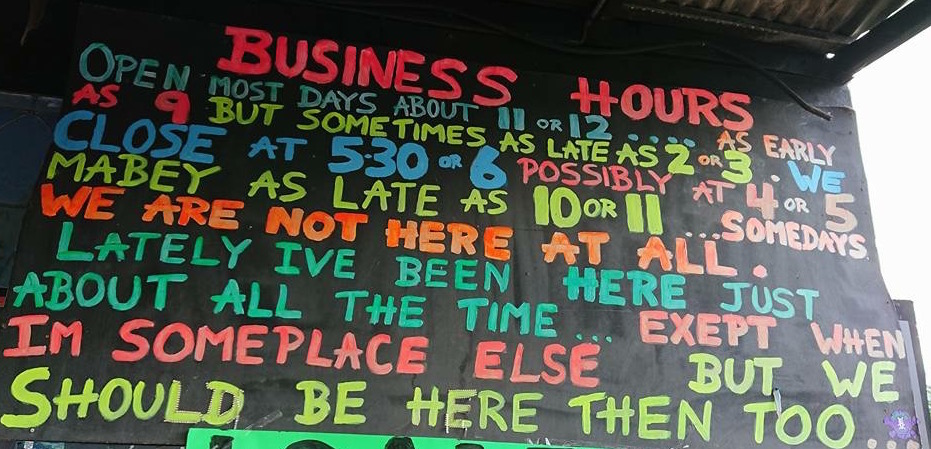 BUSINESS HOURS
OPEN MOST DAYS ABOUT 11 OR 12 .... AS EARLY
AS 9 BUT SOMETIMES AS LATE AS 2 OR 3. WE
CLOSE AT 5:30 OR 6 POSSIBLY AT 4 OR 5
MABEY AS LATE AS 10 OR 11 ...SOMEDAYS
WE ARE NOT HERE AT ALL.
LATELY IVE BEEN HERE JUST
ABOUT ALL THE TIME... EXEPT WHEN
IM SOMEPLACE ELSE BUT WE
SHOULD BE HERE THEN TOO...